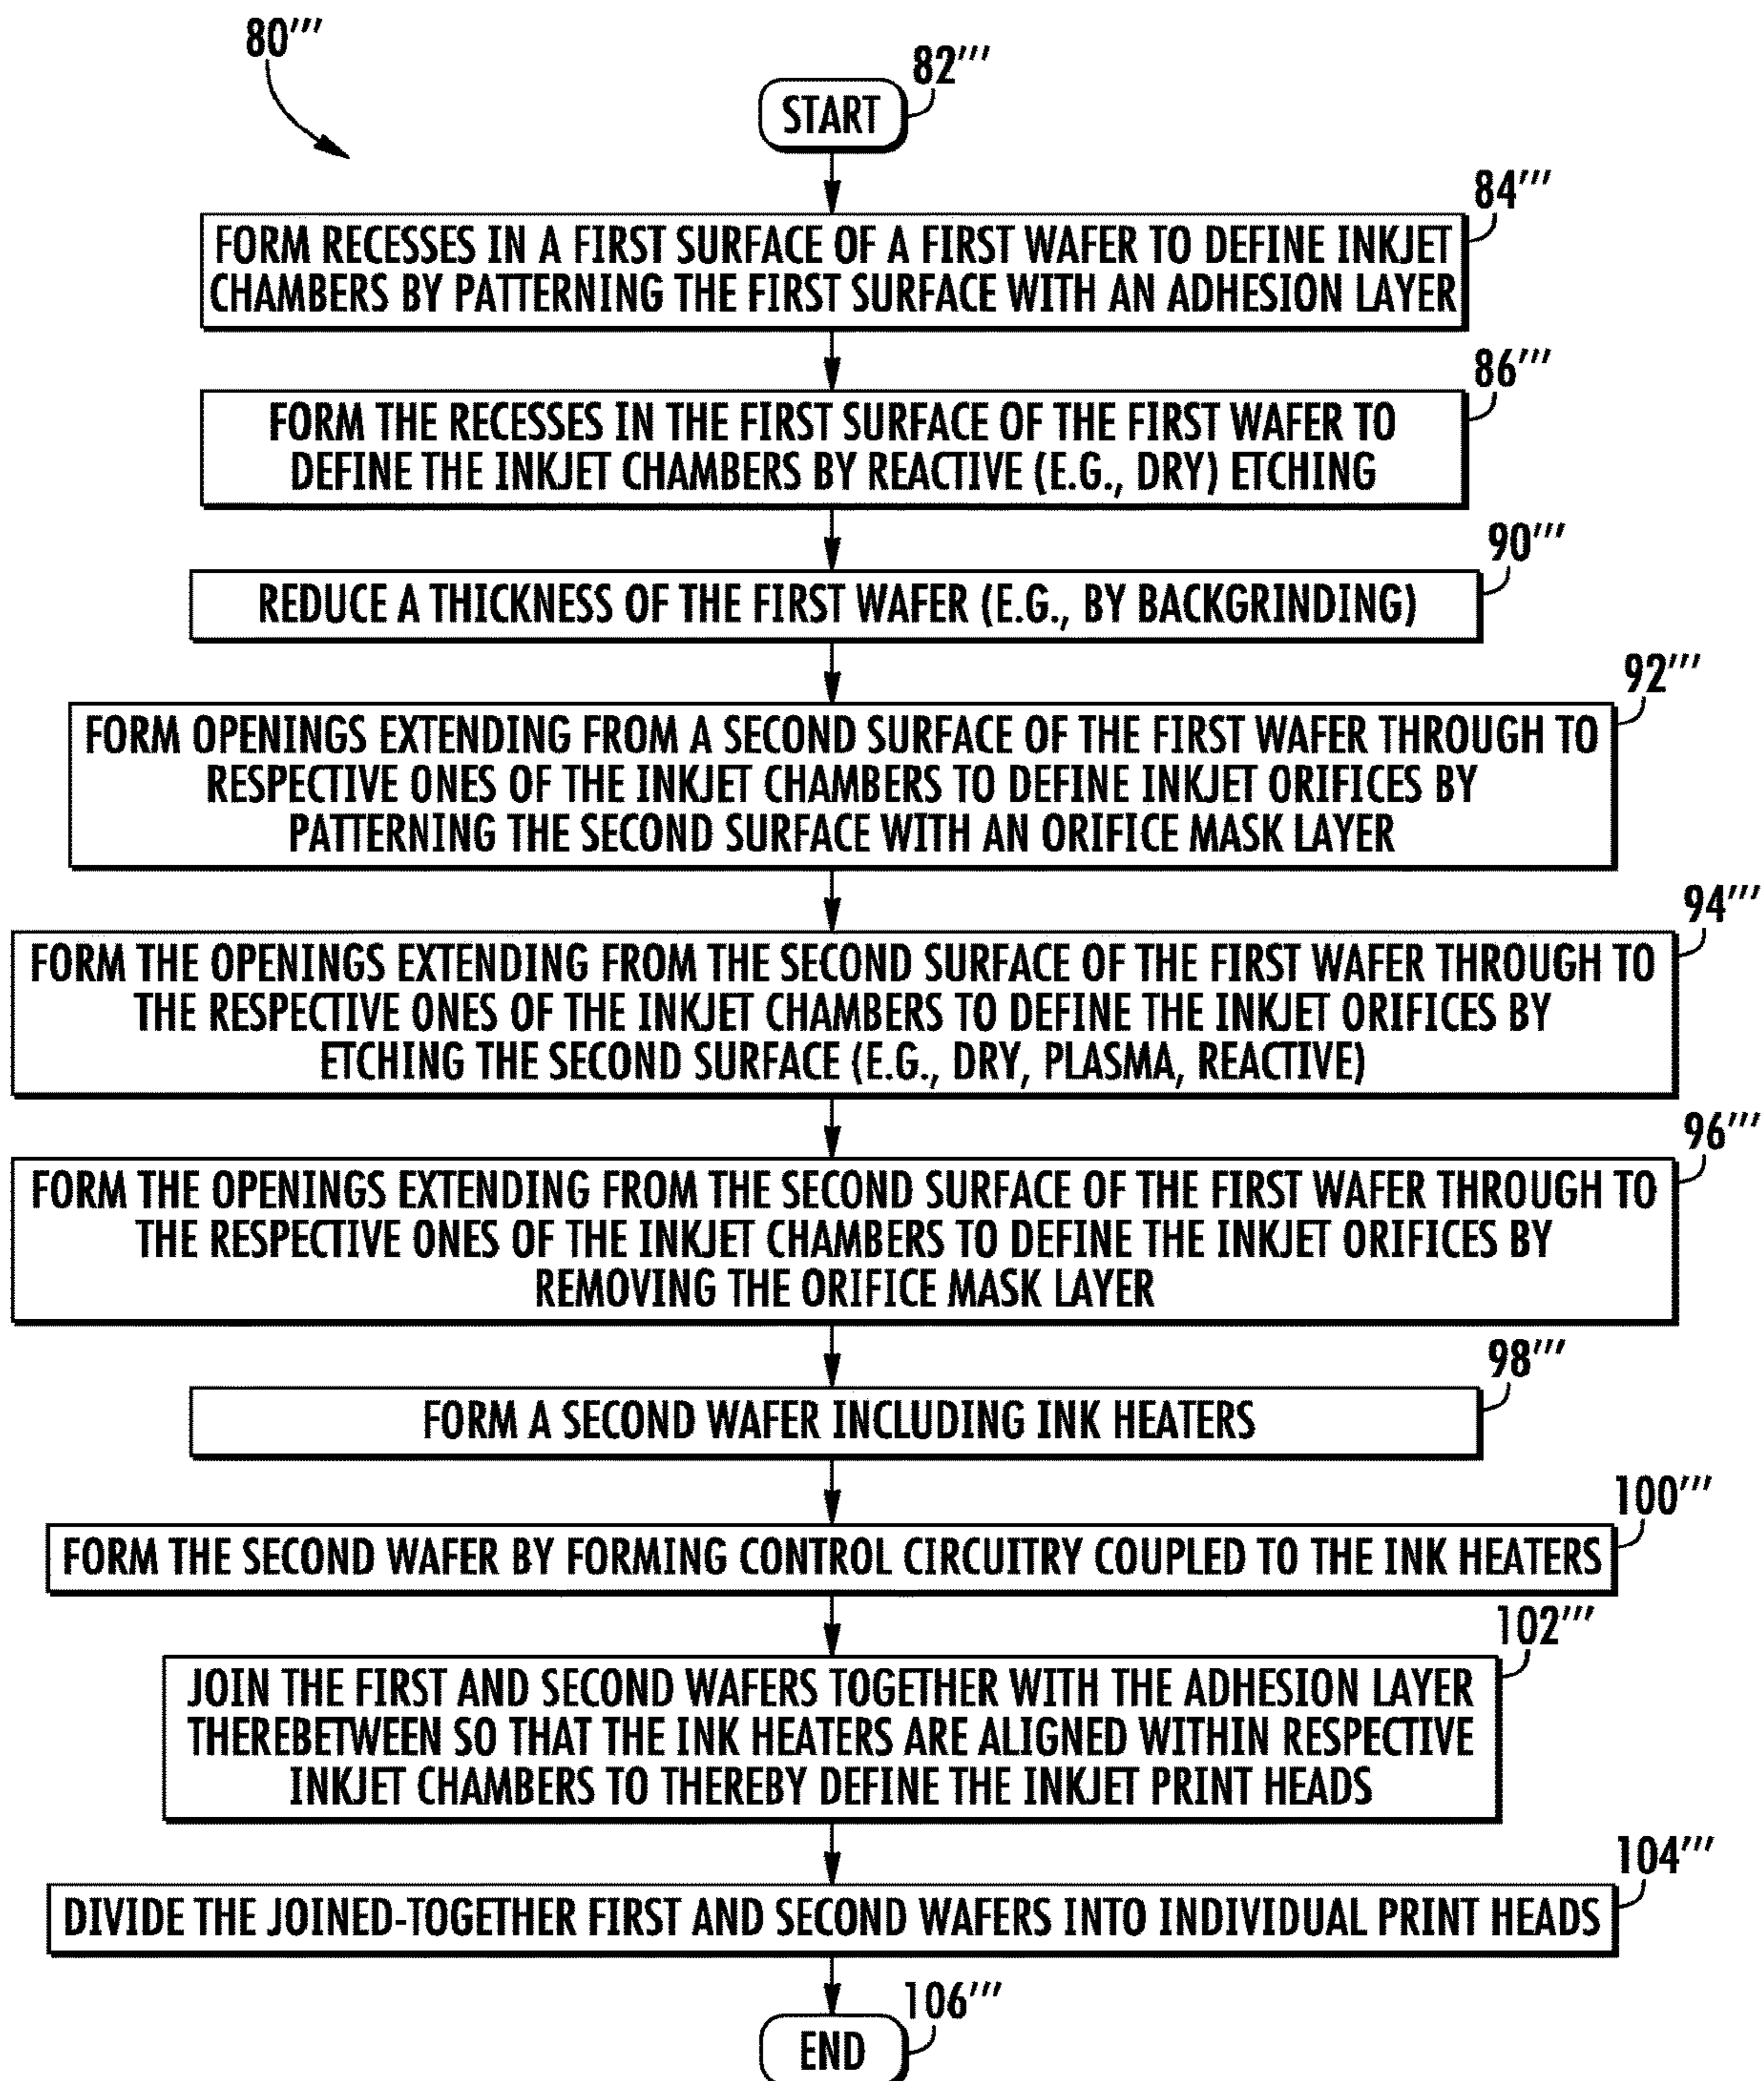 80'''
82'''
START
84'''
FORM RECESSES IN A FIRST SURFACE OF A FIRST WAFER TO DEFINE INKJET
CHAMBERS BY PATTERNING THE FIRST SURFACE WITH AN ADHESION LAYER
86'''
FORM THE RECESSES IN THE FIRST SURFACE OF THE FIRST WAFER TO
DEFINE THE INKJET CHAMBERS BY REACTIVE (E.G., DRY) ETCHING
90'''
REDUCE A THICKNESS OF THE FIRST WAFER (E.G., BY BACKGRINDING)
92'''
FORM OPENINGS EXTENDING FROM A SECOND SURFACE OF THE FIRST WAFER THROUGH TO
RESPECTIVE ONES OF THE INKJET CHAMBERS TO DEFINE INKJET ORIFICES BY
PATTERNING THE SECOND SURFACE WITH AN ORIFICE MASK LAYER
94'''
FORM THE OPENINGS EXTENDING FROM THE SECOND SURFACE OF THE FIRST WAFER THROUGH TO
THE RESPECTIVE ONES OF THE INKJET CHAMBERS TO DEFINE THE INKJET ORIFICES BY
ETCHING THE SECOND SURFACE (E.G., DRY, PLASMA, REACTIVE)
96'''
FORM THE OPENINGS EXTENDING FROM THE SECOND SURFACE OF THE FIRST WAFER THROUGH TO
THE RESPECTIVE ONES OF THE INKJET CHAMBERS TO DEFINE THE INKJET ORIFICES BY
REMOVING THE ORIFICE MASK LAYER
98'''
FORM A SECOND WAFER INCLUDING INK HEATERS
100'''
FORM THE SECOND WAFER BY FORMING CONTROL CIRCUITRY COUPLED TO THE INK HEATERS
102'''
JOIN THE FIRST AND SECOND WAFERS TOGETHER WITH THE ADHESION LAYER
THEREBETWEEN SO THAT THE INK HEATERS ARE ALIGNED WITHIN RESPECTIVE
INKJET CHAMBERS TO THEREBY DEFINE THE INKJET PRINT HEADS
104'''
DIVIDE THE JOINED-TOGETHER FIRST AND SECOND WAFERS INTO INDIVIDUAL PRINT HEADS
106'''
END